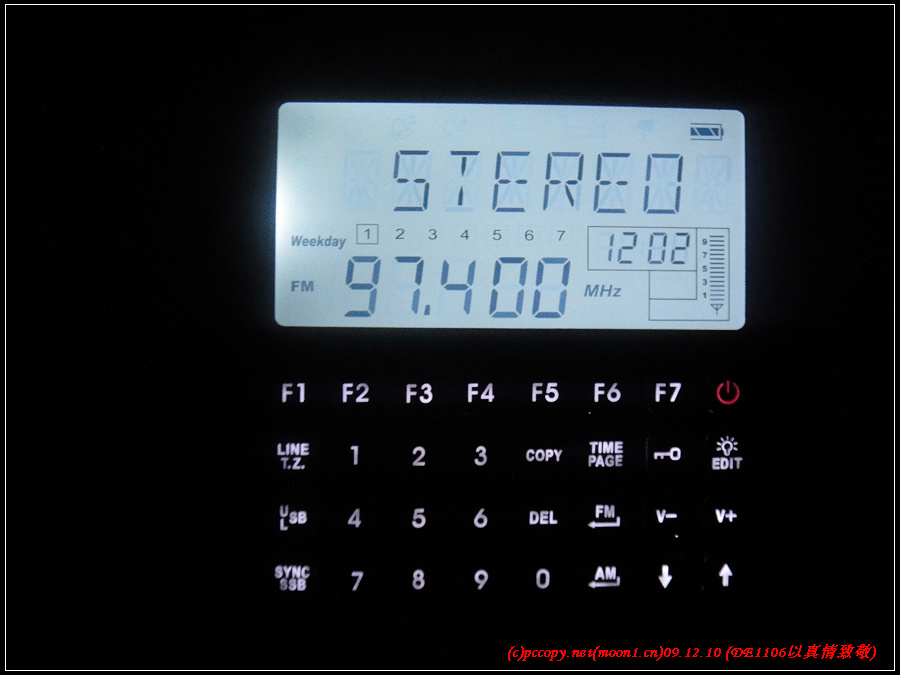 STEREO
Weekday 1 2 3 4 5 6 7
1202
9
7
5
3
1
FM 97.400 MHz
F1 F2 F3 F4 F5 F6 F7
LINE T.Z. 1 2 3 COPY TIME PAGE EDIT
USB LSB 4 5 6 DEL FM V- V+
SYNC SSB 7 8 9 0 AM
(c)pccopy.net(moon1.cn)09.12.10 (DE1106以真情致敬)